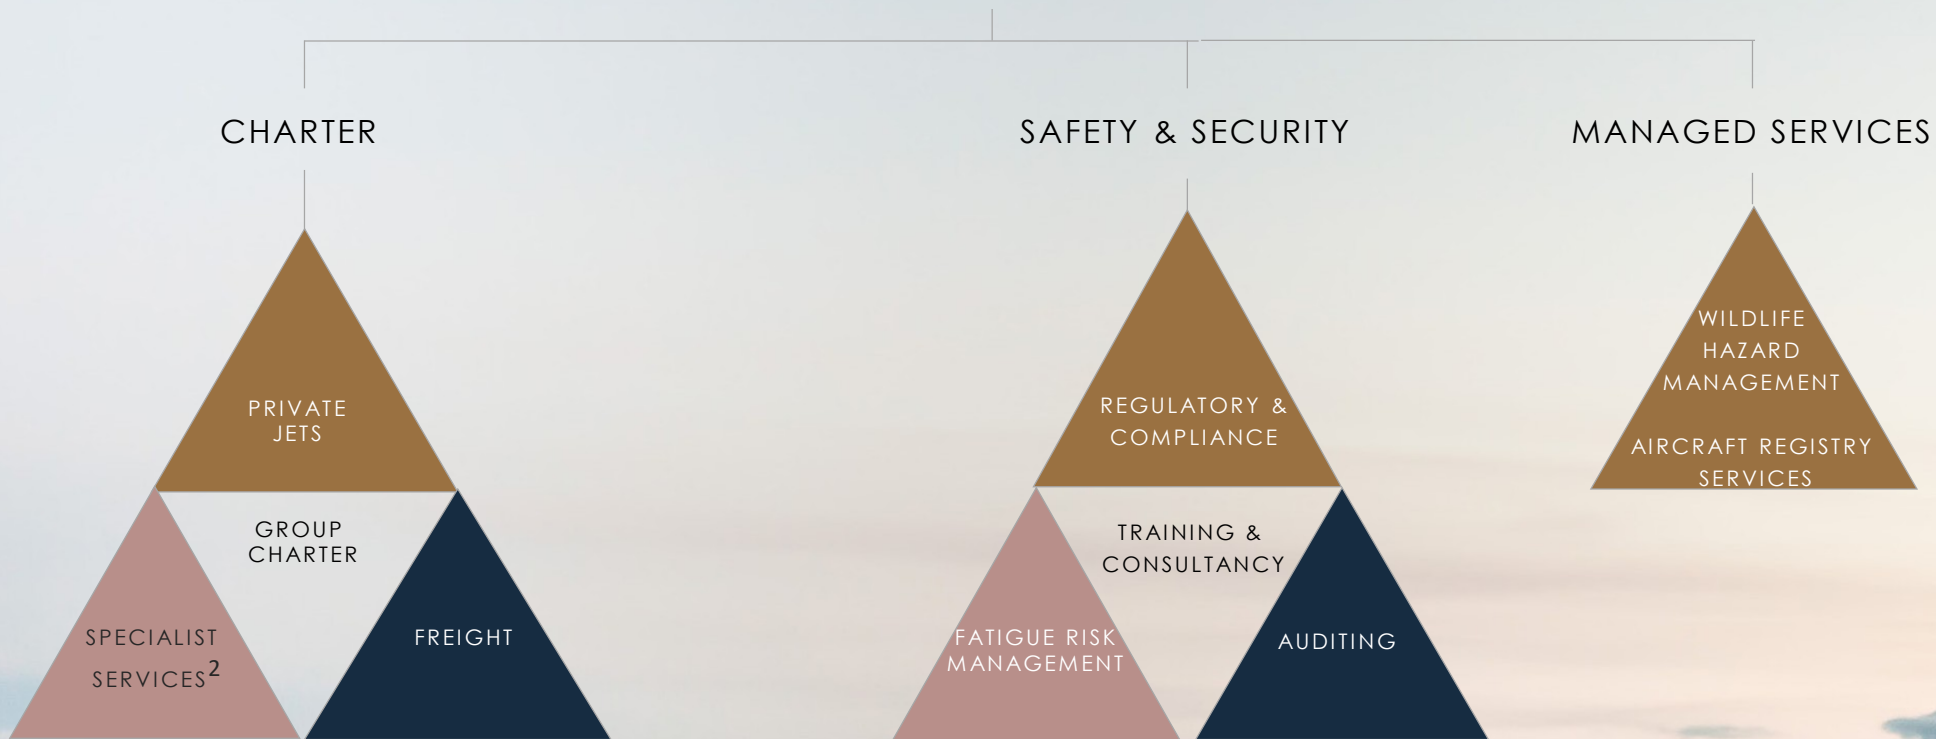 CHARTER
SAFETY & SECURITY
MANAGED SERVICES
PRIVATE
JETS
GROUP
CHARTER
SPECIALIST
SERVICES2
FREIGHT
REGULATORY &
COMPLIANCE
TRAINING &
CONSULTANCY
FATIGUE RISK
MANAGEMENT
AUDITING
WILDLIFE
HAZARD
MANAGEMENT
AIRCRAFT REGISTRY
SERVICES